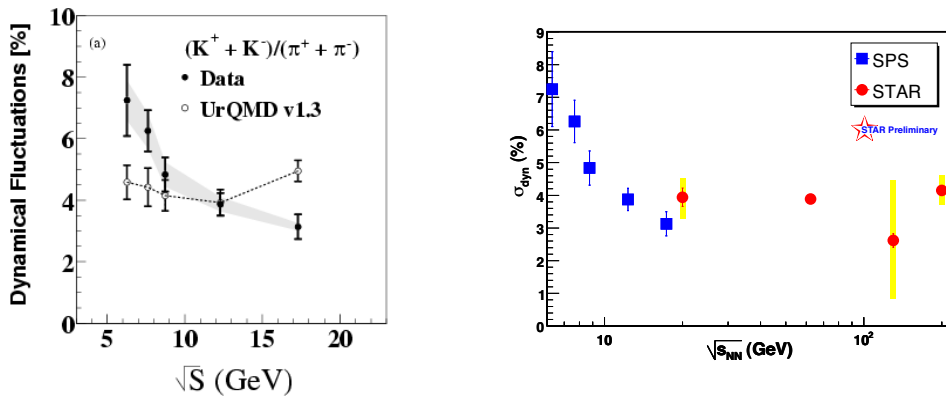 Dynamical Fluctuations [%]
(a)
(K⁺ + K⁻)/(π⁺ + π⁻)
Data
UrQMD v1.3
10
8
6
4
2
0
5
10
15
20
√S (GeV)
σdyn (%)
9
8
7
6
5
4
3
2
1
0
SPS
STAR
STAR Preliminary
10
10²
√sNN (GeV)